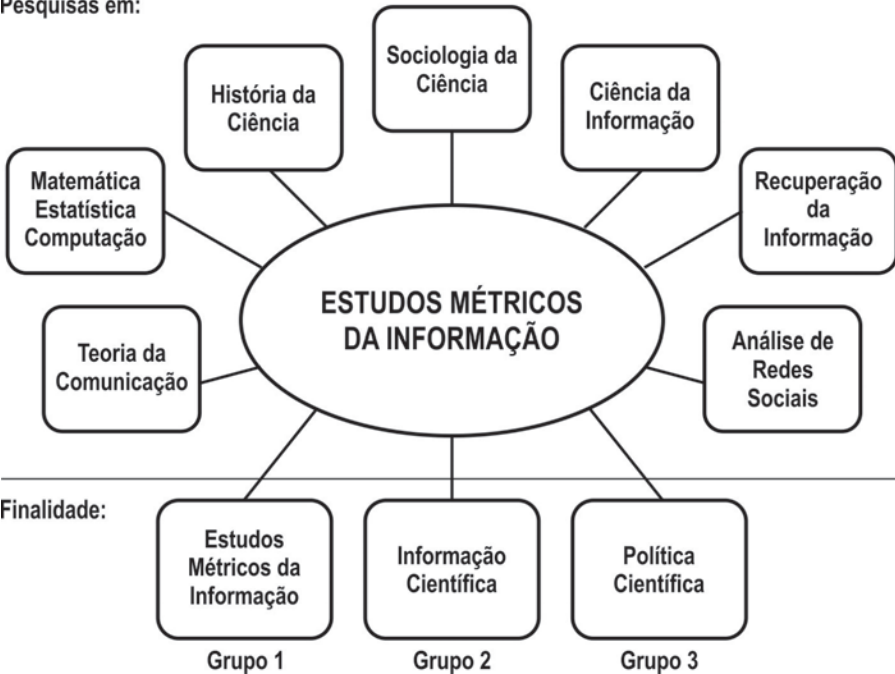 Pesquisas em:
Sociologia da
Ciência
História da
Ciência
Ciência da
Informação
Matemática
Estatística
Computação
Recuperação
da
Informação
ESTUDOS MÉTRICOS
DA INFORMAÇÃO
Teoria da
Comunicação
Análise de
Redes
Sociais
Finalidade:
Estudos
Métricos da
Informação
Informação
Científica
Política
Científica
Grupo 1
Grupo 2
Grupo 3